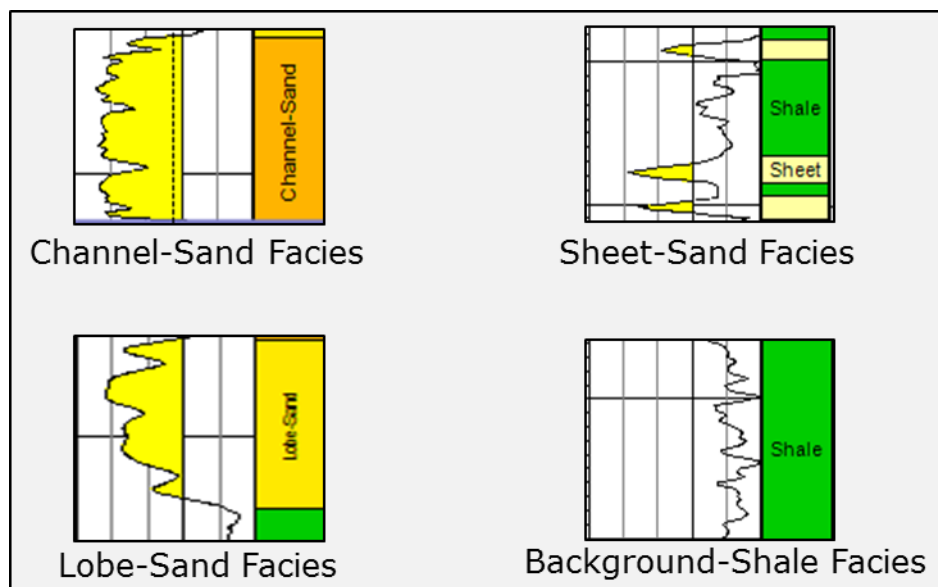 Channel-Sand
Channel-Sand Facies
Shale
Sheet
Sheet-Sand Facies
Lobe-Sand
Lobe-Sand Facies
Shale
Background-Shale Facies